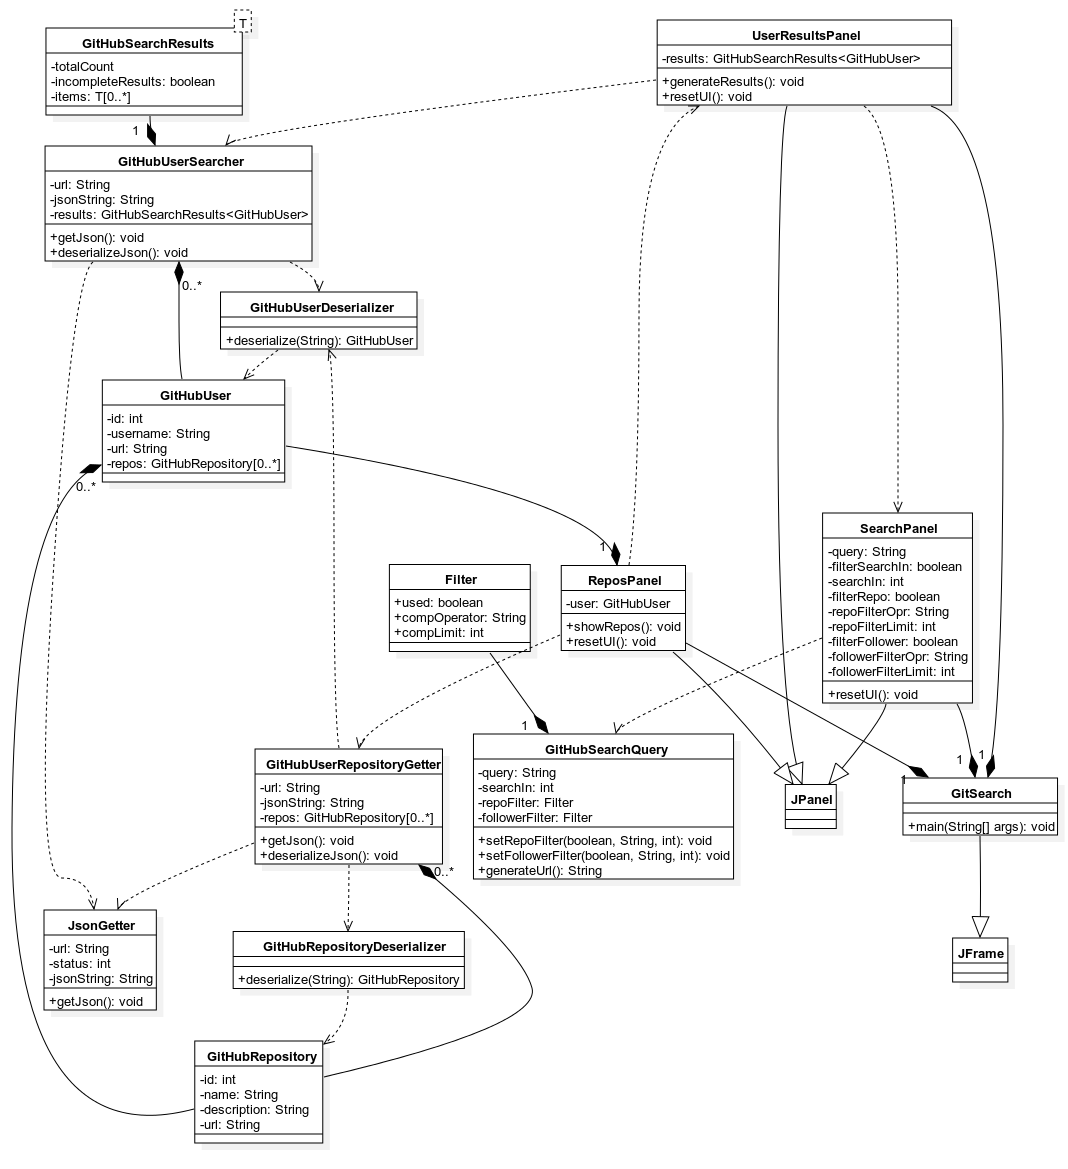 T
GitHubSearchResults
-totalCount
-incompleteResults: boolean
-items: T[0..*]
UserResultsPanel
-results: GitHubSearchResults<GitHubUser>
+generateResults(): void
+resetUI(): void
1
GitHubUserSearcher
-url: String
-jsonString: String
-results: GitHubSearchResults<GitHubUser>
+getJson(): void
+deserializeJson(): void
0..*
GitHubUserDeserializer
+deserialize(String): GitHubUser
GitHubUser
-id: int
-username: String
-url: String
-repos: GitHubRepository[0..*]
0..*
SearchPanel
-query: String
-filterSearchIn: boolean
-searchIn: int
-filterRepo: boolean
-repoFilterOpr: String
-repoFilterLimit: int
-filterFollower: boolean
-followerFilterOpr: String
-followerFilterLimit: int
+resetUI(): void
1
Filter
+used: boolean
+compOperator: String
+compLimit: int
ReposPanel
-user: GitHubUser
+showRepos(): void
+resetUI(): void
1
GitHubSearchQuery
-query: String
-searchIn: int
-repoFilter: Filter
-followerFilter: Filter
+setRepoFilter(boolean, String, int): void
+setFollowerFilter(boolean, String, int): void
+generateUrl(): String
GitHubUserRepositoryGetter
-url: String
-jsonString: String
-repos: GitHubRepository[0..*]
+getJson(): void
+deserializeJson(): void
0..*
JPanel
1
1
1
GitSearch
+main(String[] args): void
JsonGetter
-url: String
-status: int
-jsonString: String
+getJson(): void
GitHubRepositoryDeserializer
+deserialize(String): GitHubRepository
JFrame
GitHubRepository
-id: int
-name: String
-description: String
-url: String